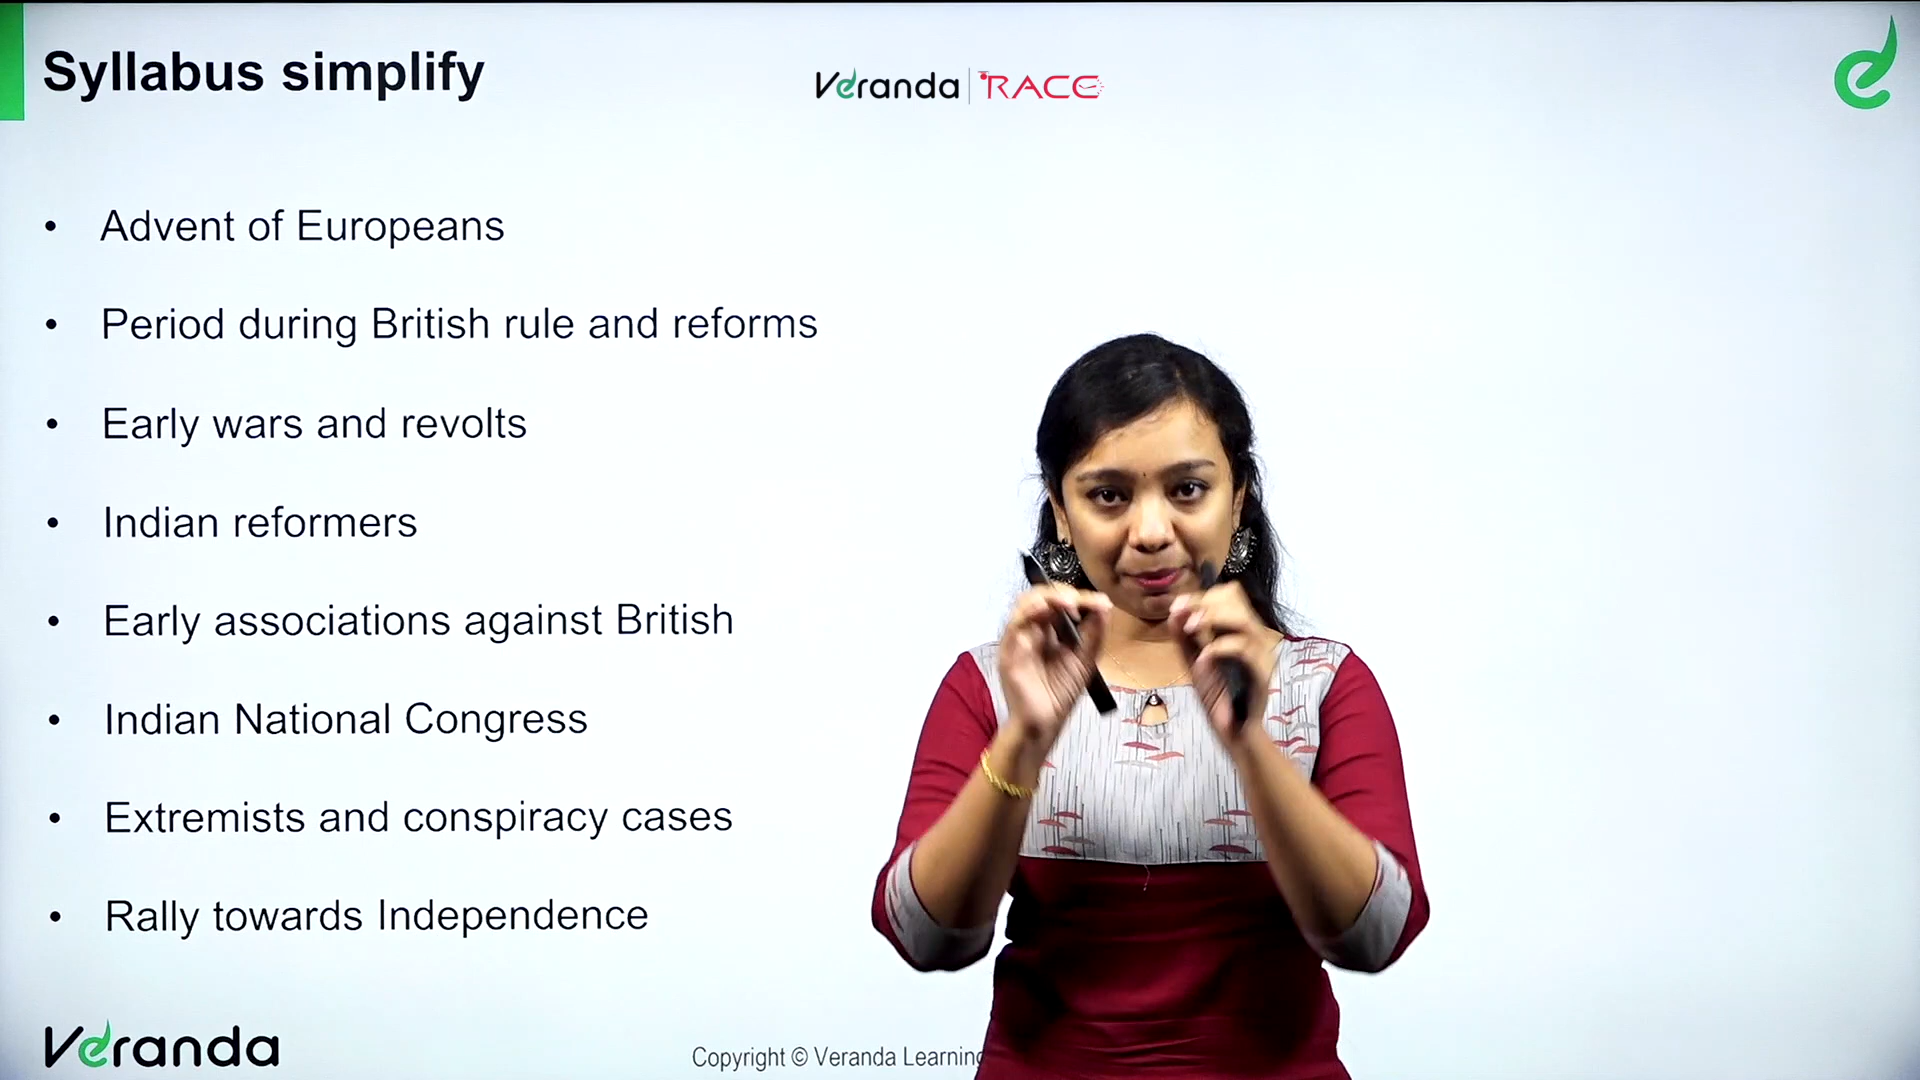 Syllabus simplify
Veranda RACE
• Advent of Europeans
• Period during British rule and reforms
• Early wars and revolts
• Indian reformers
• Early associations against British
• Indian National Congress
• Extremists and conspiracy cases
• Rally towards Independence
Veranda
Copyright © Veranda Learning